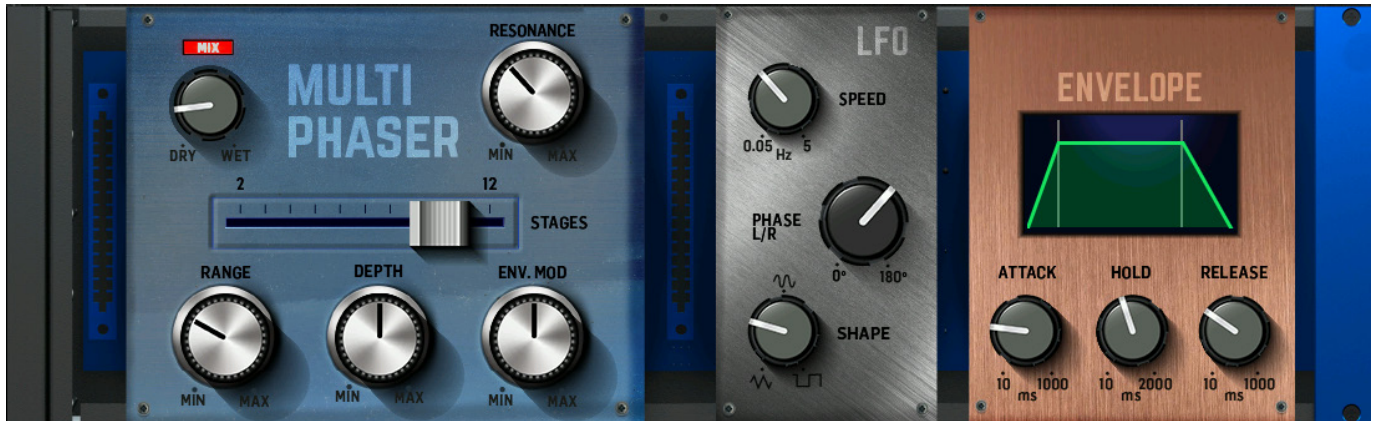 MIX
DRY WET
MULTI
PHASER
RESONANCE
MIN MAX
2 12
STAGES
RANGE
MIN MAX
DEPTH
MIN MAX
ENV. MOD
MIN MAX
LFO
SPEED
0.05 Hz 5
PHASE
L/R
0° 180°
SHAPE
ENVELOPE
ATTACK
10 1000
ms
HOLD
10 2000
ms
RELEASE
10 1000
ms